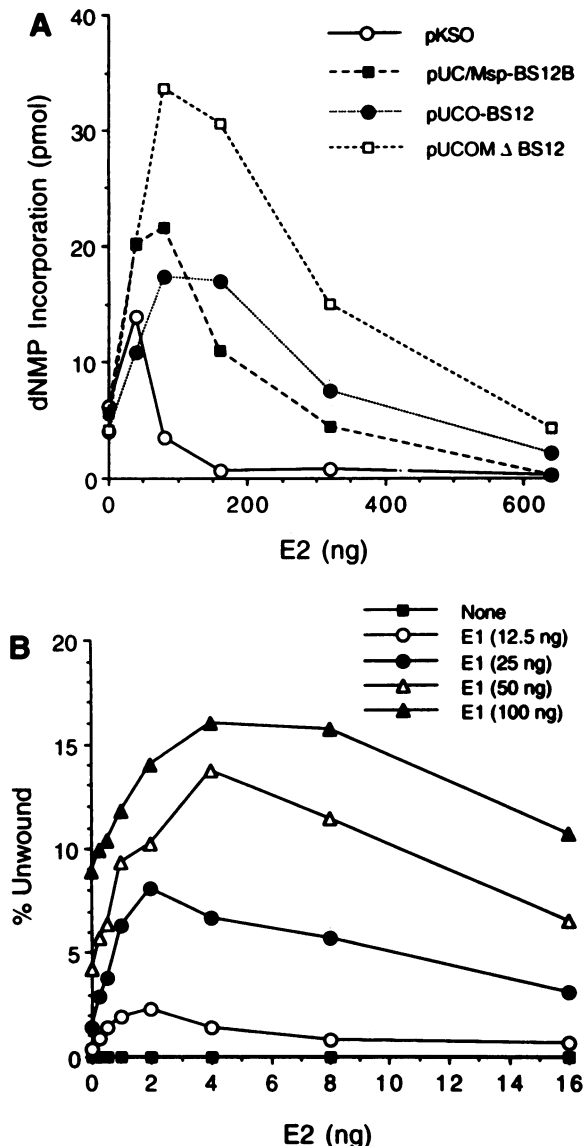 A
40
30
20
10
0
dNMP Incorporation (pmol)
pKSO
pUC/Msp-BS12B
pUCO-BS12
pUCOM Δ BS12
0 200 400 600
E2 (ng)
B
20
15
10
5
0
% Unwound
None
E1 (12.5 ng)
E1 (25 ng)
E1 (50 ng)
E1 (100 ng)
0 2 4 6 8 10 12 14 16
E2 (ng)